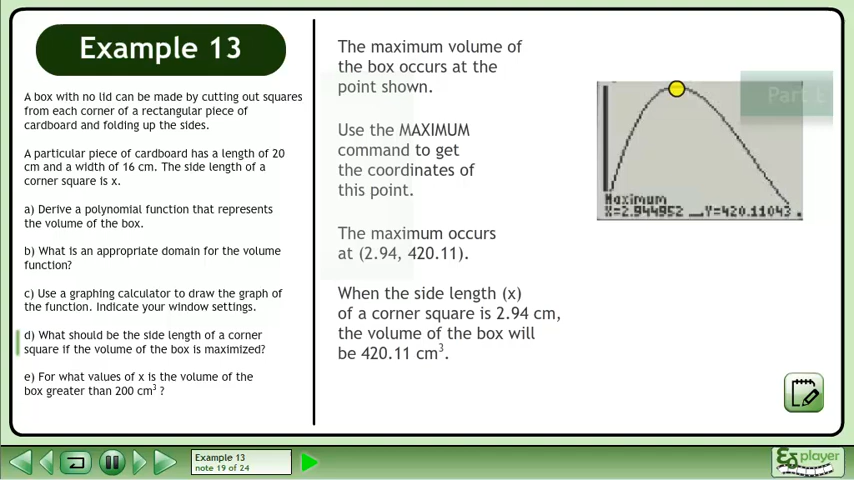 Example 13
A box with no lid can be made by cutting out squares
from each corner of a rectangular piece of
cardboard and folding up the sides.
A particular piece of cardboard has a length of 20
cm and a width of 16 cm. The side length of a
corner square is x.
a) Derive a polynomial function that represents
the volume of the box.
b) What is an appropriate domain for the volume
function?
c) Use a graphing calculator to draw the graph of
the function. Indicate your window settings.
d) What should be the side length of a corner
square if the volume of the box is maximized?
e) For what values of x is the volume of the
box greater than 200 cm³ ?
The maximum volume of
the box occurs at the
point shown.
Use the MAXIMUM
command to get
the coordinates of
this point.
The maximum occurs
at (2.94, 420.11).
When the side length (x)
of a corner square is 2.94 cm,
the volume of the box will
be 420.11 cm³.
Part E
Maximum
X=2.944952 Y=420.11043
Example 13
note 19 of 24
player